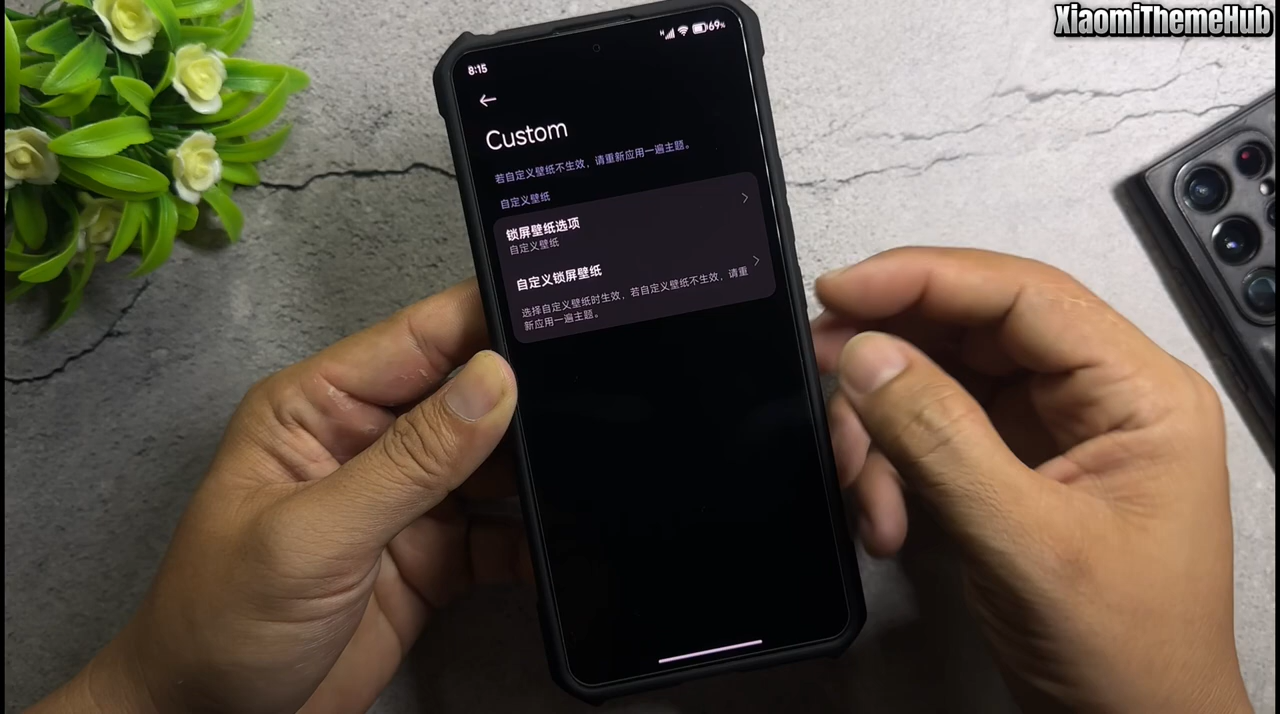 XiaomiThemeHub
8:15
H 69%
Custom
若自定义壁纸不生效，请重新应用一遍主题。
自定义壁纸
锁屏壁纸选项
自定义壁纸
自定义锁屏壁纸
选择自定义壁纸时生效，若自定义壁纸不生效，请重
新应用一遍主题。